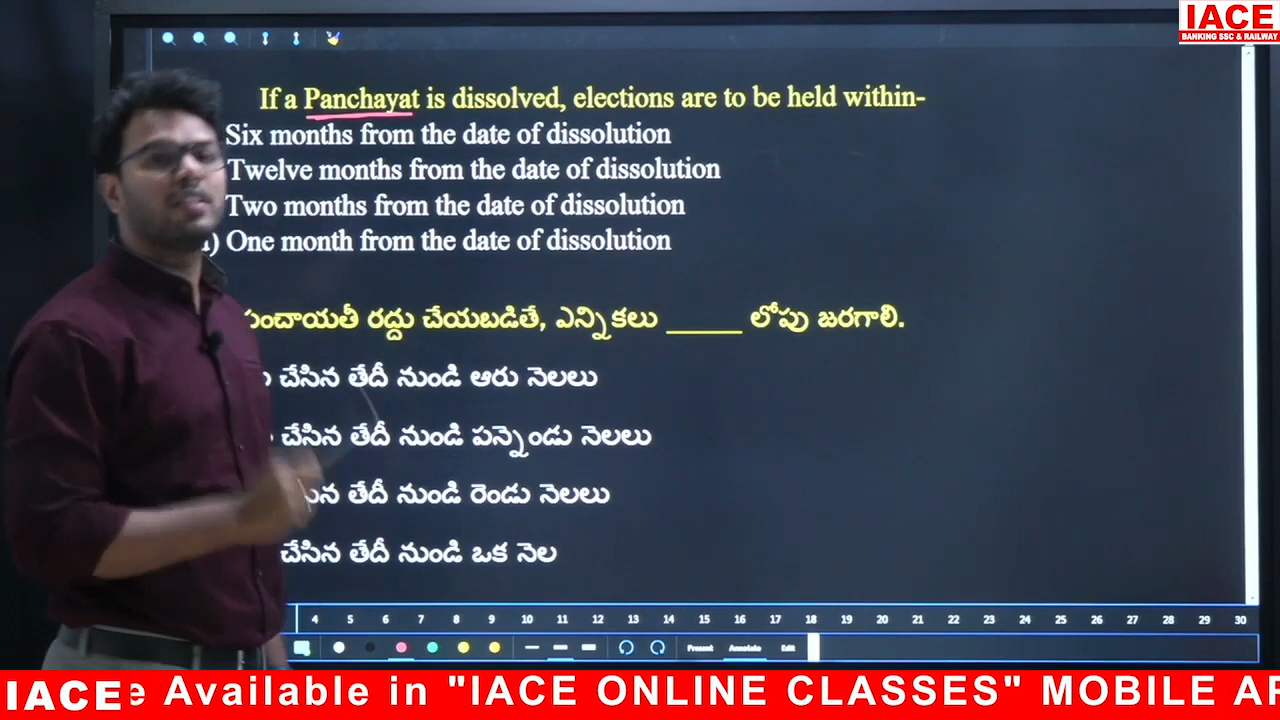 IACE
BANKING SSC & RAILWAY
If a Panchayat is dissolved, elections are to be held within-
Six months from the date of dissolution
Twelve months from the date of dissolution
Two months from the date of dissolution
d) One month from the date of dissolution
పంచాయతీ రద్దు చేయబడితే, ఎన్నికలు ______ లోపు జరగాలి.
చేసిన తేదీ నుండి ఆరు నెలలు
చేసిన తేదీ నుండి పన్నెండు నెలలు
తేదీ నుండి రెండు నెలలు
చేసిన తేదీ నుండి ఒక నెల
4 5 6 7 8 9 10 11 12 13 14 15 16 17 18 19 20 21 22 23 24 25 26 27 28 29 30
Present Annotate Edit
IACE e Available in "IACE ONLINE CLASSES" MOBILE AP